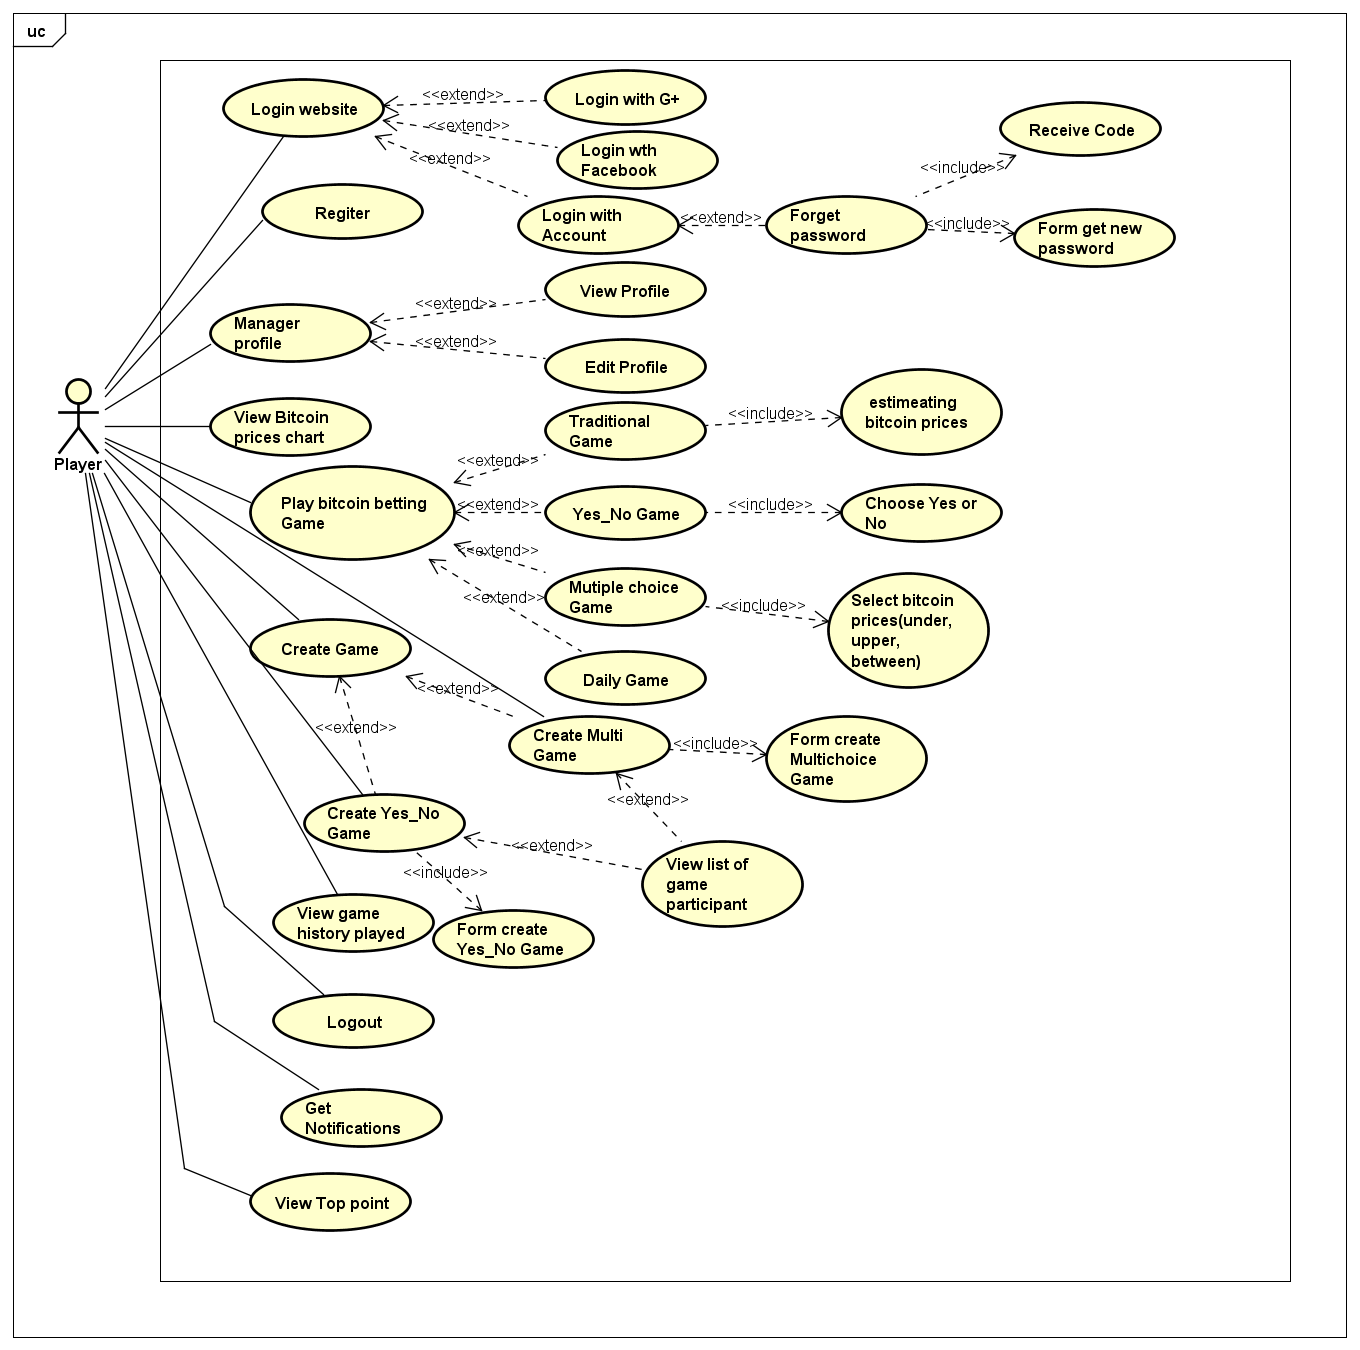 uc
Login website
<<extend>>
Login with G+
<<extend>>
Login wth
Facebook
<<extend>>
Login with
Account
<<extend>>
Forget
password
<<include>>
Receive Code
<<include>>
Form get new
password
Regiter
Manager
profile
<<extend>>
View Profile
<<extend>>
Edit Profile
Player
View Bitcoin
prices chart
Play bitcoin betting
Game
<<extend>>
Traditional
Game
<<include>>
estimeating
bitcoin prices
<<extend>>
Yes_No Game
<<include>>
Choose Yes or
No
<<extend>>
Mutiple choice
Game
<<include>>
Select bitcoin
prices(under,
upper,
between)
<<extend>>
Daily Game
Create Game
<<extend>>
Create Multi
Game
<<include>>
Form create
Multichoice
Game
<<extend>>
Create Yes_No
Game
<<extend>>
<<extend>>
View list of
game
participant
<<include>>
Form create
Yes_No Game
View game
history played
Logout
Get
Notifications
View Top point